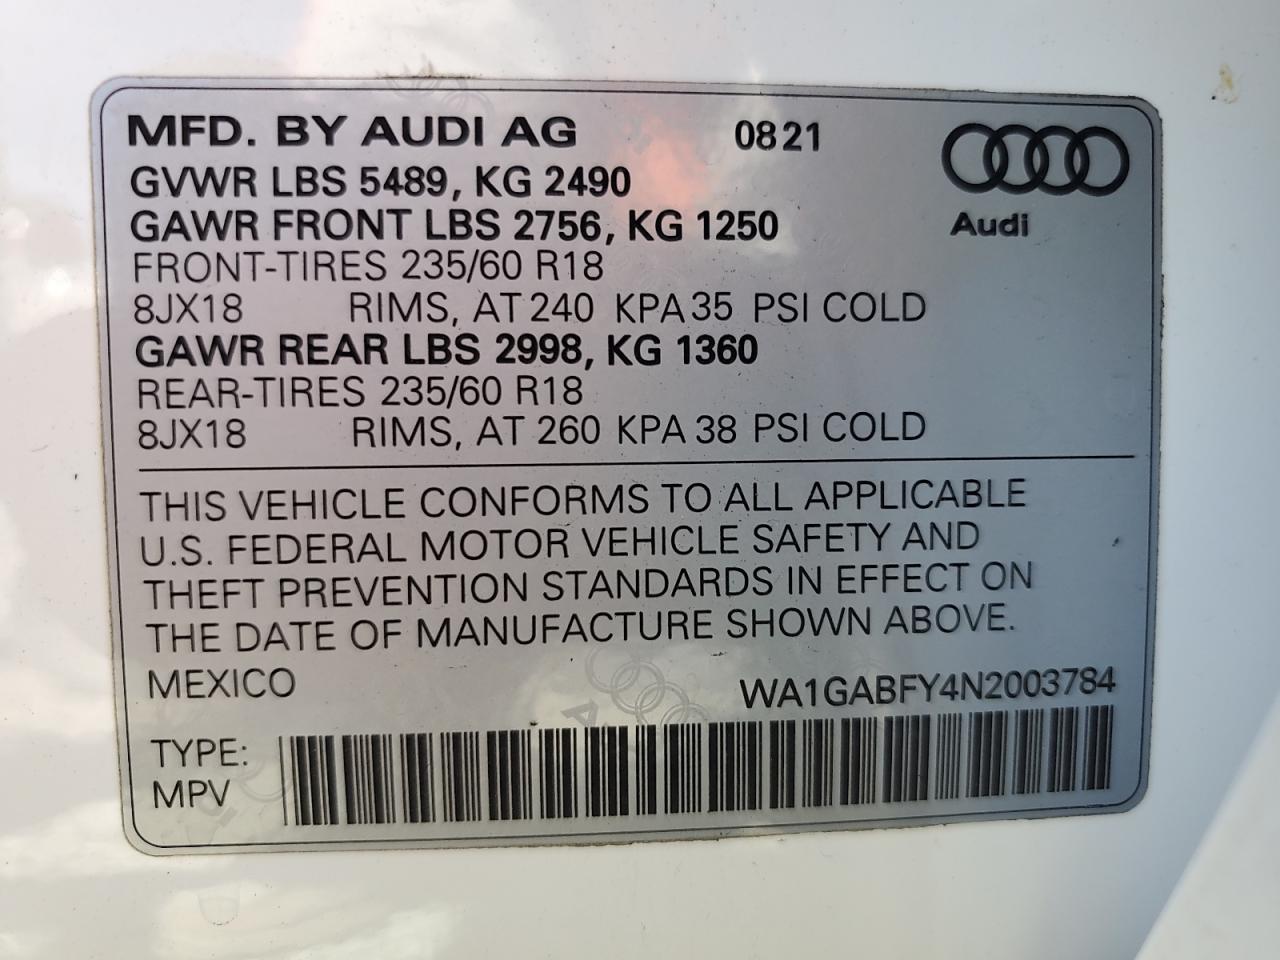 MFD. BY AUDI AG 0821
Audi
GVWR LBS 5489, KG 2490
GAWR FRONT LBS 2756, KG 1250
FRONT-TIRES 235/60 R18
8JX18 RIMS, AT 240 KPA 35 PSI COLD
GAWR REAR LBS 2998, KG 1360
REAR-TIRES 235/60 R18
8JX18 RIMS, AT 260 KPA 38 PSI COLD
THIS VEHICLE CONFORMS TO ALL APPLICABLE
U.S. FEDERAL MOTOR VEHICLE SAFETY AND
THEFT PREVENTION STANDARDS IN EFFECT ON
THE DATE OF MANUFACTURE SHOWN ABOVE.
MEXICO WA1GABFY4N2003784
TYPE:
MPV